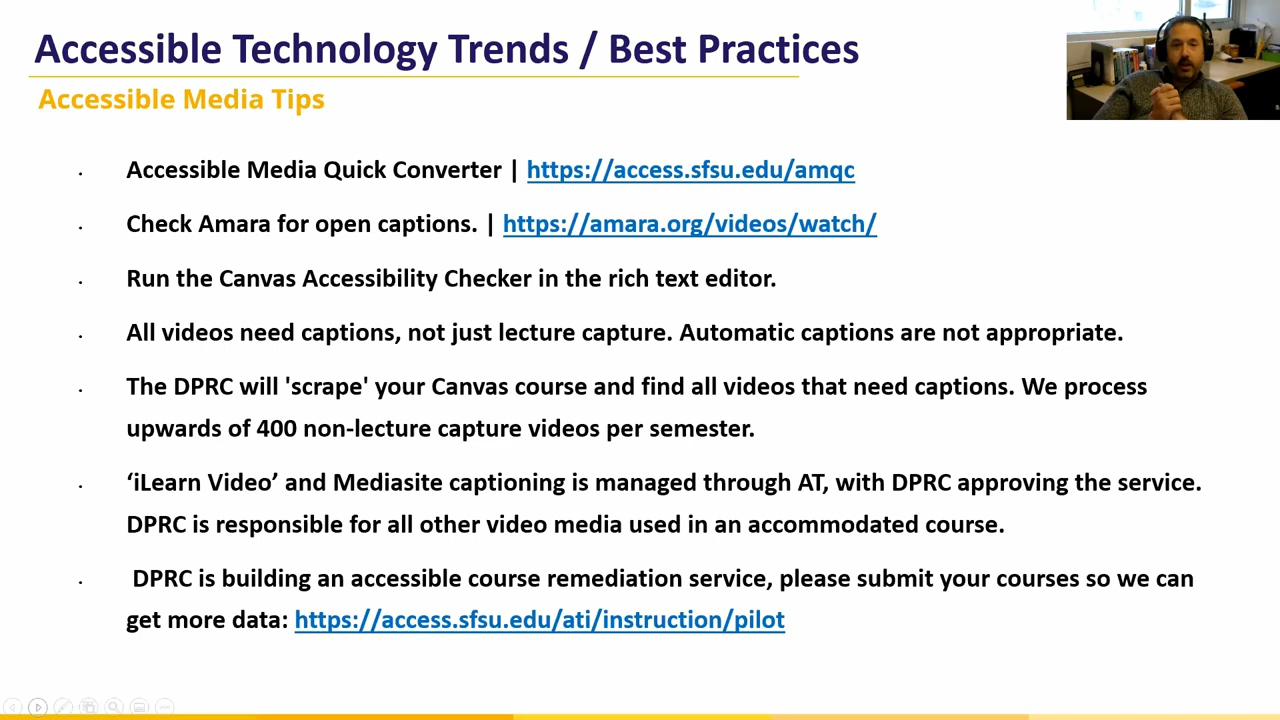 Accessible Technology Trends / Best Practices
Accessible Media Tips
• Accessible Media Quick Converter | https://access.sfsu.edu/amqc
• Check Amara for open captions. | https://amara.org/videos/watch/
• Run the Canvas Accessibility Checker in the rich text editor.
• All videos need captions, not just lecture capture. Automatic captions are not appropriate.
• The DPRC will 'scrape' your Canvas course and find all videos that need captions. We process
upwards of 400 non-lecture capture videos per semester.
• ‘iLearn Video’ and Mediasite captioning is managed through AT, with DPRC approving the service.
DPRC is responsible for all other video media used in an accommodated course.
• DPRC is building an accessible course remediation service, please submit your courses so we can
get more data: https://access.sfsu.edu/ati/instruction/pilot